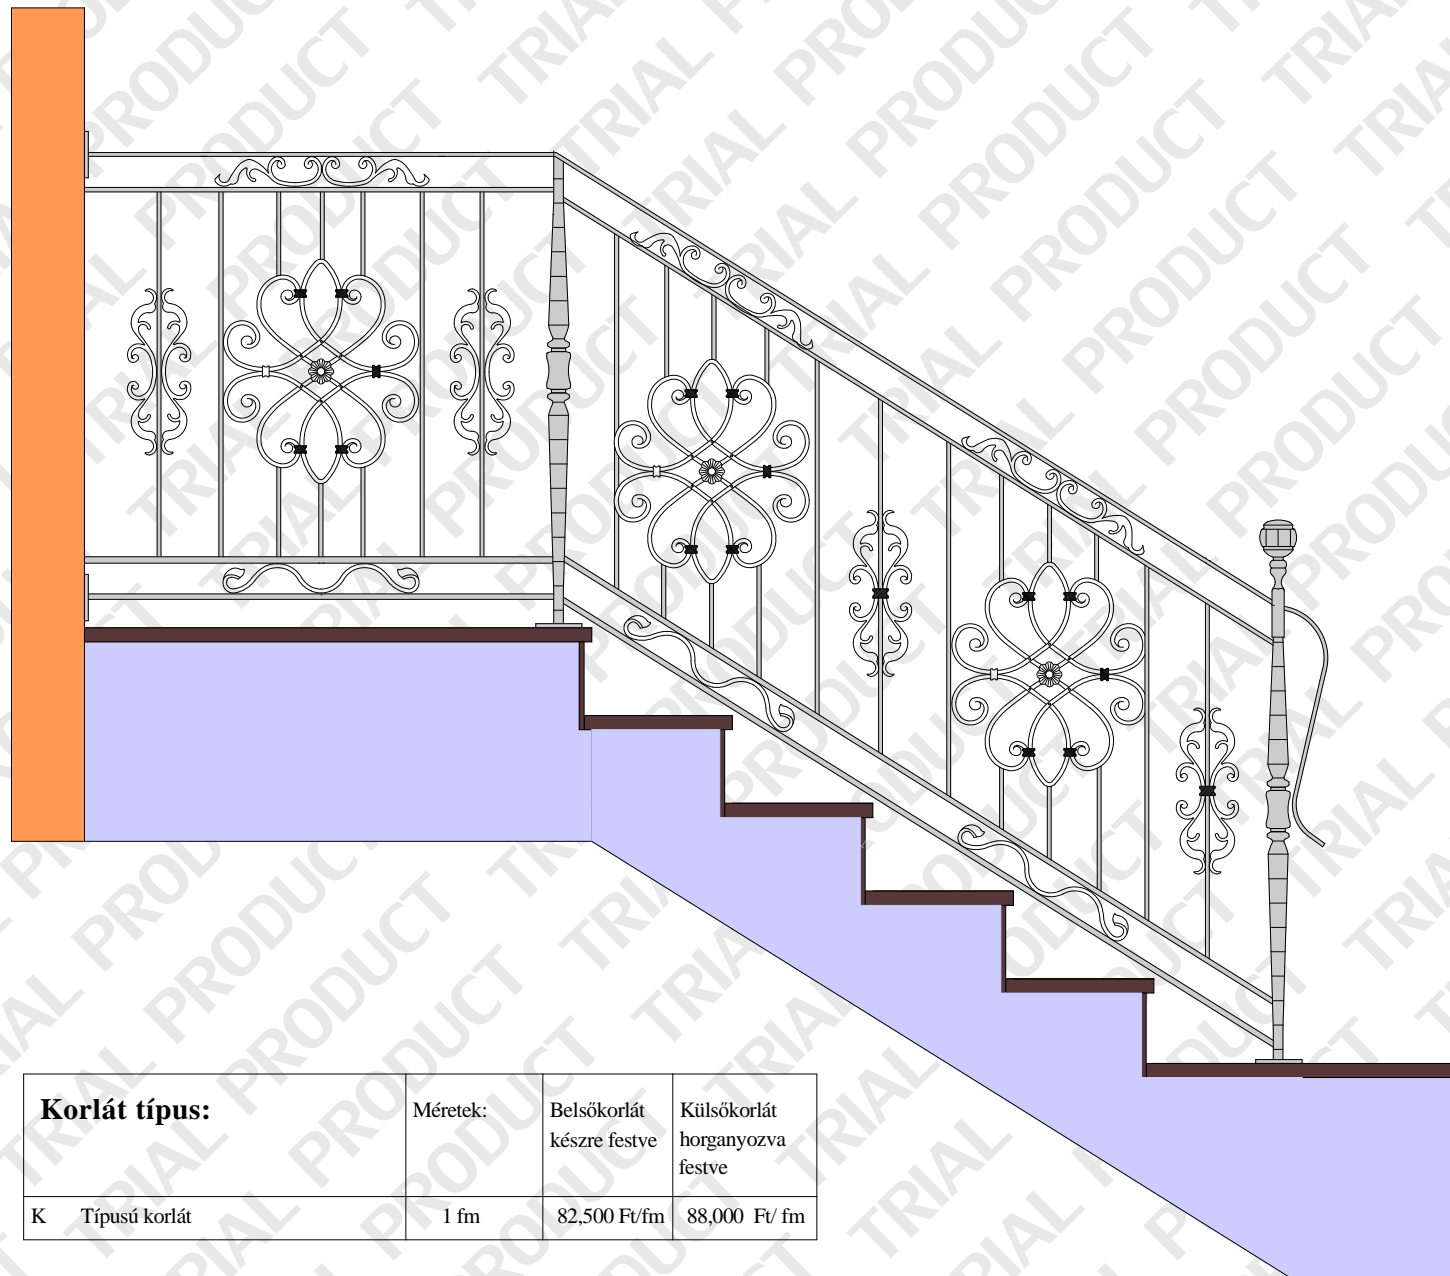 Korlát típus:
Méretek:
Belsőkorlát
készre festve
Külsőkorlát
horganyozva
festve
K Típusú korlát
1 fm
82,500 Ft/fm
88,000 Ft/ fm
TRIAL PRODUCT